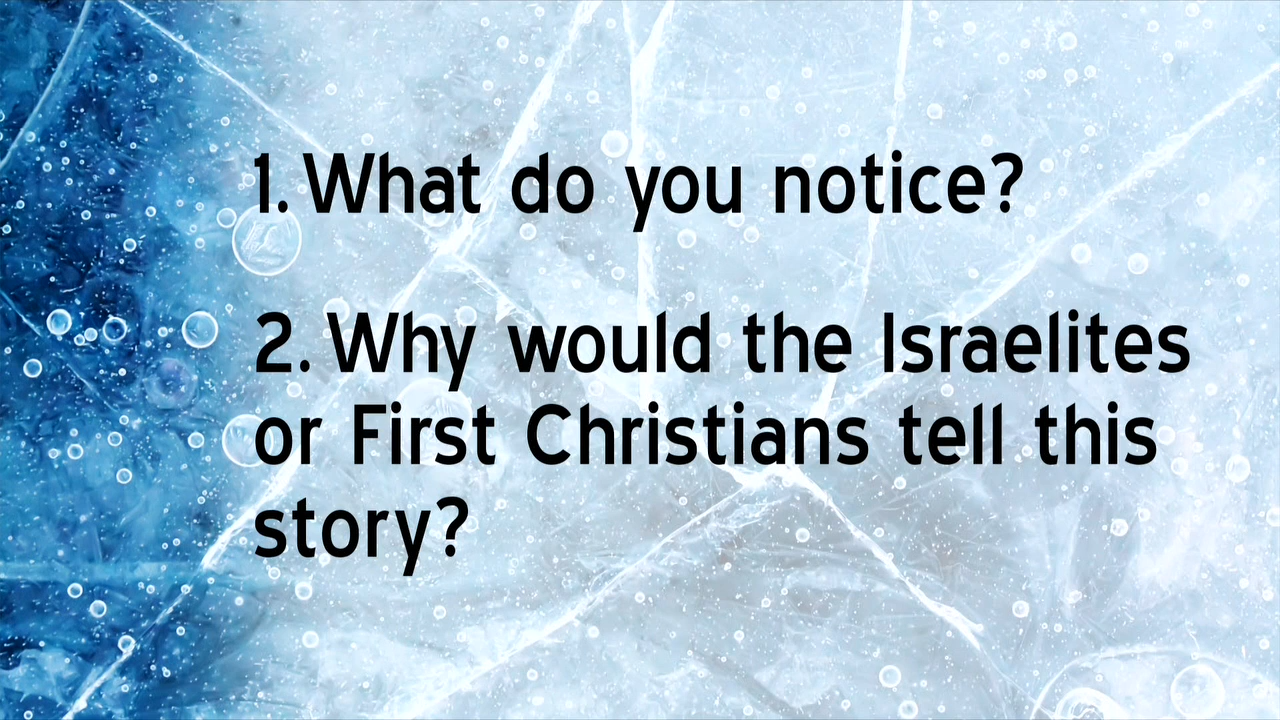 1. What do you notice?
2. Why would the Israelites
or First Christians tell this
story?